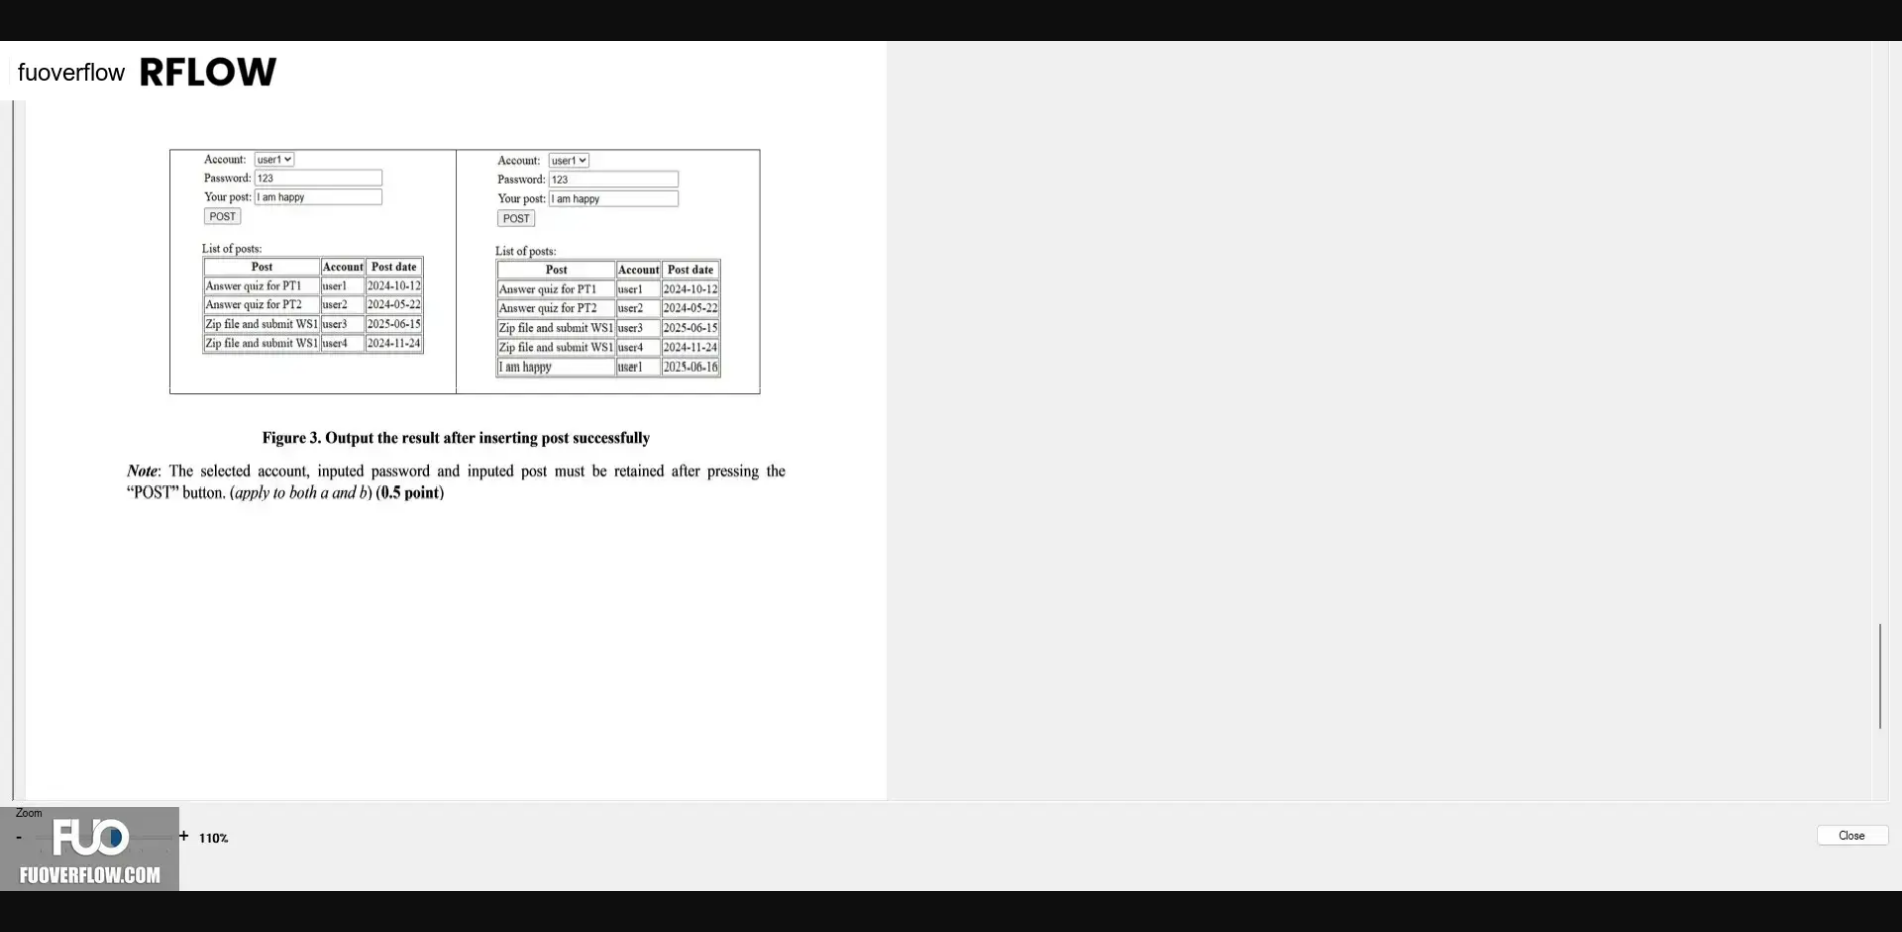 fuoverflow RFLOW
Account: user1
Password: 123
Your post: I am happy
POST
List of posts:
Post Account Post date
Answer quiz for PT1 user1 2024-10-12
Answer quiz for PT2 user2 2024-05-22
Zip file and submit WS1 user3 2025-06-15
Zip file and submit WS1 user4 2024-11-24
Account: user1
Password: 123
Your post: I am happy
POST
List of posts:
Post Account Post date
Answer quiz for PT1 user1 2024-10-12
Answer quiz for PT2 user2 2024-05-22
Zip file and submit WS1 user3 2025-06-15
Zip file and submit WS1 user4 2024-11-24
I am happy user1 2025-06-16
Figure 3. Output the result after inserting post successfully
Note: The selected account, inputed password and inputed post must be retained after pressing the
“POST” button. (apply to both a and b) (0.5 point)
Zoom
- + 110%
Close
FUO
FUOVERFLOW.COM